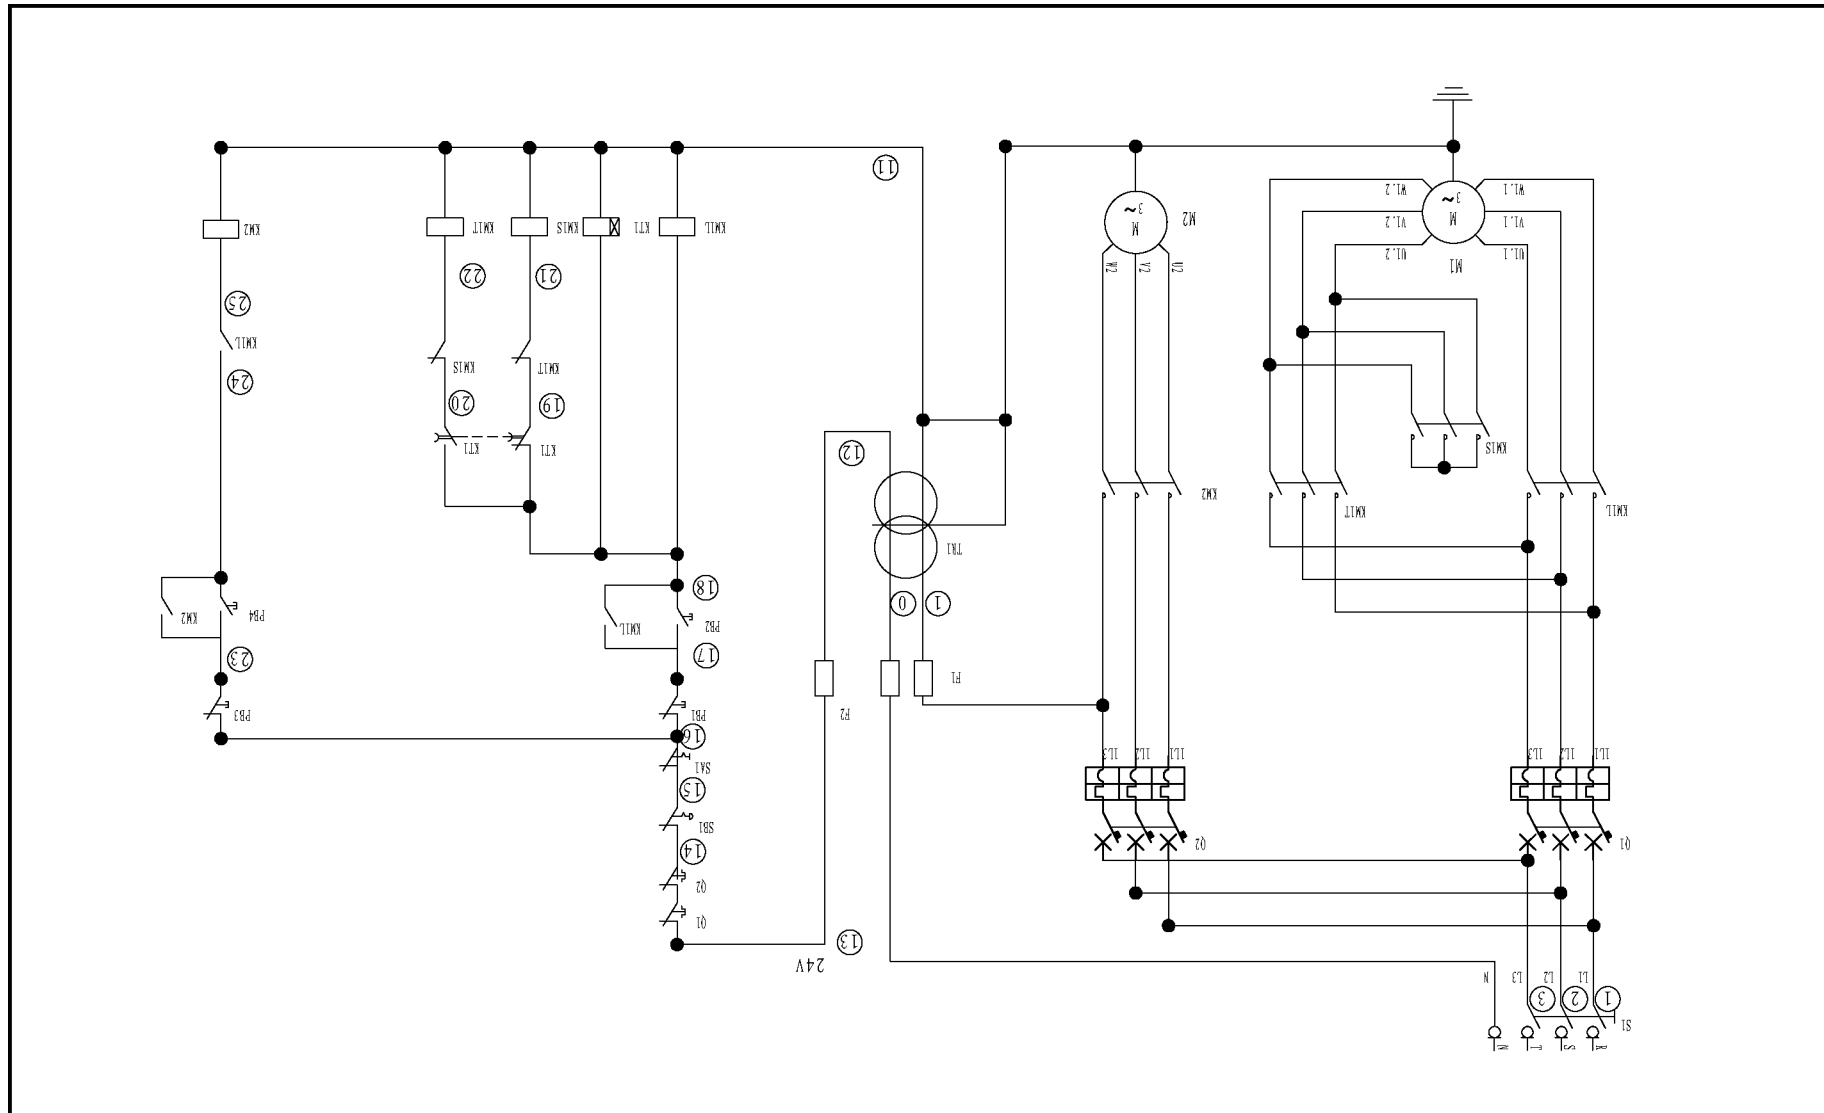 R S T N
S1
1 2 3
L1 L2 L3 N
24V
13
Q1
Q2
14
Q1 Q2
SB1
15
SA1
1L1 1L2 1L3 1L1 1L2 1L3
16
F2 PB1 PB3
F1
17 23
PB2 KM1L KM2 PB4
1 0
18
TR1
KM1L KM1T KM2
12
KM1S KT1 KT1
19 20
24
KM1T KM1S
KM1L
25
21 22
M1 U2 V2 W2
U1.1 U1.2
KM1L KT1 KM1S KM1T KM2
M
V1.1 M V1.2 M2
3~
3~
W1.1 W1.2
11